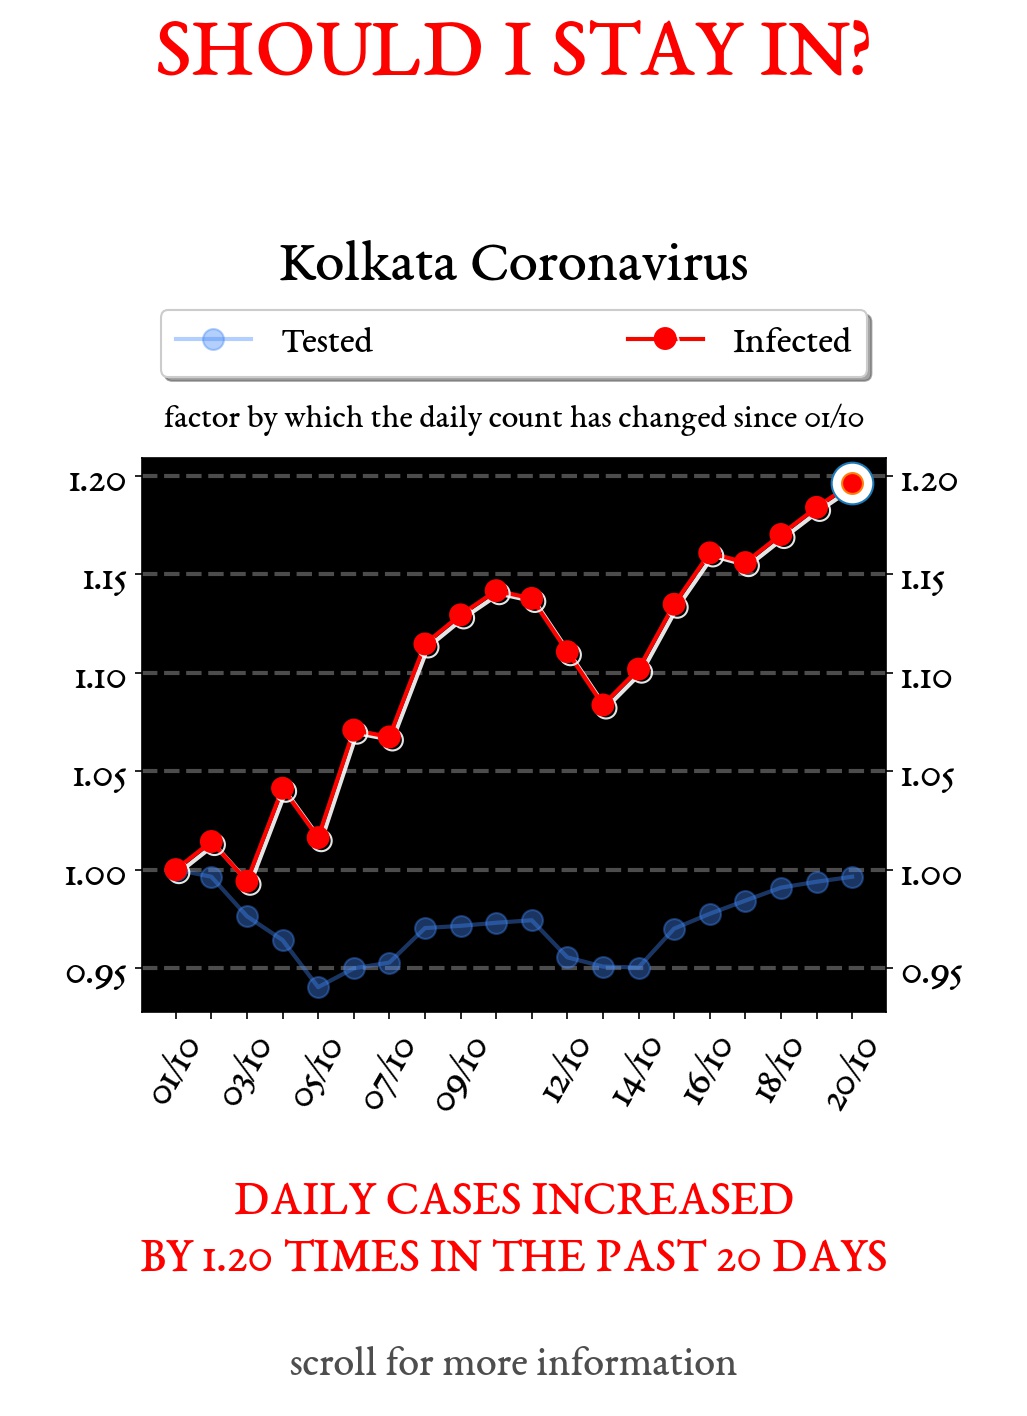 SHOULD I STAY IN?
Kolkata Coronavirus
Tested
Infected
factor by which the daily count has changed since 01/10
1.20
1.20
1.15
1.15
1.10
1.10
1.05
1.05
1.00
1.00
0.95
0.95
01/10
03/10
05/10
07/10
09/10
12/10
14/10
16/10
18/10
20/10
DAILY CASES INCREASED
BY 1.20 TIMES IN THE PAST 20 DAYS
scroll for more information